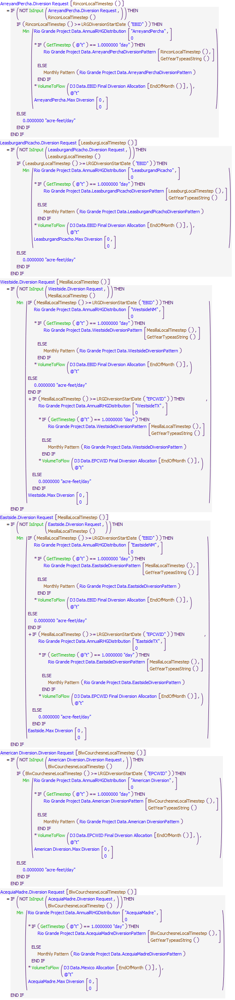 ArreyandPercha.Diversion Request [RinconLocalTimestep ( )]
= IF ( NOT IsInput ( ArreyandPercha.Diversion Request , ) ) THEN
RinconLocalTimestep ( )
IF ( RinconLocalTimestep ( ) >= LRGDiversionStartDate ( "EBID" ) ) THEN
Min ( Rio Grande Project Data.AnnualRHGDistribution [ "ArreyandPercha" , ]
0
* IF ( GetTimestep ( @"t" ) == 1.0000000 "day" ) THEN
Rio Grande Project Data.ArreyandPerchaDiversionPattern [ RinconLocalTimestep ( ) , ]
GetYearTypeasString ( )
ELSE
Monthly Pattern ( Rio Grande Project Data.ArreyandPerchaDiversionPattern )
END IF
* VolumeToFlow ( D3 Data.EBID Final Diversion Allocation [EndOfMonth ( )] , ) ,
@"t"
ArreyandPercha.Max Diversion [ 0 , ]
0
ELSE
0.0000000 "acre-feet/day"
END IF
END IF
LeasburgandPicacho.Diversion Request [LeasburgLocalTimestep ( )]
= IF ( NOT IsInput ( LeasburgandPicacho.Diversion Request , ) ) THEN
LeasburgLocalTimestep ( )
IF ( LeasburgLocalTimestep ( ) >= LRGDiversionStartDate ( "EBID" ) ) THEN
Min ( Rio Grande Project Data.AnnualRHGDistribution [ "LeasburgandPicacho" , ]
0
* IF ( GetTimestep ( @"t" ) == 1.0000000 "day" ) THEN
Rio Grande Project Data.LeasburgandPicachoDiversionPattern [ LeasburgLocalTimestep ( ) , ]
GetYearTypeasString ( )
ELSE
Monthly Pattern ( Rio Grande Project Data.LeasburgandPicachoDiversionPattern )
END IF
* VolumeToFlow ( D3 Data.EBID Final Diversion Allocation [EndOfMonth ( )] , ) ,
@"t"
LeasburgandPicacho.Max Diversion [ 0 , ]
0
ELSE
0.0000000 "acre-feet/day"
END IF
END IF
Westside.Diversion Request [MesillaLocalTimestep ( )]
= IF ( NOT IsInput ( Westside.Diversion Request , ) ) THEN
MesillaLocalTimestep ( )
Min ( IF ( MesillaLocalTimestep ( ) >= LRGDiversionStartDate ( "EBID" ) ) THEN
Rio Grande Project Data.AnnualRHGDistribution [ "WestsideNM" , ]
0
* IF ( GetTimestep ( @"t" ) == 1.0000000 "day" ) THEN
Rio Grande Project Data.WestsideDiversionPattern [ MesillaLocalTimestep ( ) , ]
GetYearTypeasString ( )
ELSE
Monthly Pattern ( Rio Grande Project Data.WestsideDiversionPattern )
END IF
* VolumeToFlow ( D3 Data.EBID Final Diversion Allocation [EndOfMonth ( )] , )
@"t"
ELSE
0.0000000 "acre-feet/day"
END IF
+ IF ( MesillaLocalTimestep ( ) >= LRGDiversionStartDate ( "EPCWID" ) ) THEN ,
Rio Grande Project Data.AnnualRHGDistribution [ "WestsideTX" , ]
0
* IF ( GetTimestep ( @"t" ) == 1.0000000 "day" ) THEN
Rio Grande Project Data.WestsideDiversionPattern [ MesillaLocalTimestep ( ) , ]
GetYearTypeasString ( )
ELSE
Monthly Pattern ( Rio Grande Project Data.WestsideDiversionPattern )
END IF
* VolumeToFlow ( D3 Data.EPCWID Final Diversion Allocation [EndOfMonth ( )] , )
@"t"
ELSE
0.0000000 "acre-feet/day"
END IF
Westside.Max Diversion [ 0 , ]
0
END IF
Eastside.Diversion Request [MesillaLocalTimestep ( )]
= IF ( NOT IsInput ( Eastside.Diversion Request , ) ) THEN
MesillaLocalTimestep ( )
Min ( IF ( MesillaLocalTimestep ( ) >= LRGDiversionStartDate ( "EBID" ) ) THEN
Rio Grande Project Data.AnnualRHGDistribution [ "EastsideNM" , ]
0
* IF ( GetTimestep ( @"t" ) == 1.0000000 "day" ) THEN
Rio Grande Project Data.EastsideDiversionPattern [ MesillaLocalTimestep ( ) , ]
GetYearTypeasString ( )
ELSE
Monthly Pattern ( Rio Grande Project Data.EastsideDiversionPattern )
END IF
* VolumeToFlow ( D3 Data.EBID Final Diversion Allocation [EndOfMonth ( )] , )
@"t"
ELSE
0.0000000 "acre-feet/day"
END IF
+ IF ( MesillaLocalTimestep ( ) >= LRGDiversionStartDate ( "EPCWID" ) ) THEN ,
Rio Grande Project Data.AnnualRHGDistribution [ "EastsideTX" , ]
0
* IF ( GetTimestep ( @"t" ) == 1.0000000 "day" ) THEN
Rio Grande Project Data.EastsideDiversionPattern [ MesillaLocalTimestep ( ) , ]
GetYearTypeasString ( )
ELSE
Monthly Pattern ( Rio Grande Project Data.EastsideDiversionPattern )
END IF
* VolumeToFlow ( D3 Data.EPCWID Final Diversion Allocation [EndOfMonth ( )] , )
@"t"
ELSE
0.0000000 "acre-feet/day"
END IF
Eastside.Max Diversion [ 0 , ]
0
END IF
American Diversion.Diversion Request [BlwCourchesneLocalTimestep ( )]
= IF ( NOT IsInput ( American Diversion.Diversion Request , ) ) THEN
BlwCourchesneLocalTimestep ( )
IF ( BlwCourchesneLocalTimestep ( ) >= LRGDiversionStartDate ( "EPCWID" ) ) THEN
Min ( Rio Grande Project Data.AnnualRHGDistribution [ "American Diversion" , ]
0
* IF ( GetTimestep ( @"t" ) == 1.0000000 "day" ) THEN
Rio Grande Project Data.American DiversionPattern [ BlwCourchesneLocalTimestep ( ) , ]
GetYearTypeasString ( )
ELSE
Monthly Pattern ( Rio Grande Project Data.American DiversionPattern )
END IF
* VolumeToFlow ( D3 Data.EPCWID Final Diversion Allocation [EndOfMonth ( )] , ) ,
@"t"
American Diversion.Max Diversion [ 0 , ]
0
ELSE
0.0000000 "acre-feet/day"
END IF
END IF
AcequiaMadre.Diversion Request [BlwCourchesneLocalTimestep ( )]
= IF ( NOT IsInput ( AcequiaMadre.Diversion Request , ) ) THEN
BlwCourchesneLocalTimestep ( )
Min ( Rio Grande Project Data.AnnualRHGDistribution [ "AcequiaMadre" , ]
0
* IF ( GetTimestep ( @"t" ) == 1.0000000 "day" ) THEN
Rio Grande Project Data.AcequiaMadreDiversionPattern [ BlwCourchesneLocalTimestep ( ) , ]
GetYearTypeasString ( )
ELSE
Monthly Pattern ( Rio Grande Project Data.AcequiaMadreDiversionPattern )
END IF
* VolumeToFlow ( D3 Data.Mexico Allocation [EndOfMonth ( )] , ) ,
@"t"
AcequiaMadre.Max Diversion [ 0 , ]
0
END IF